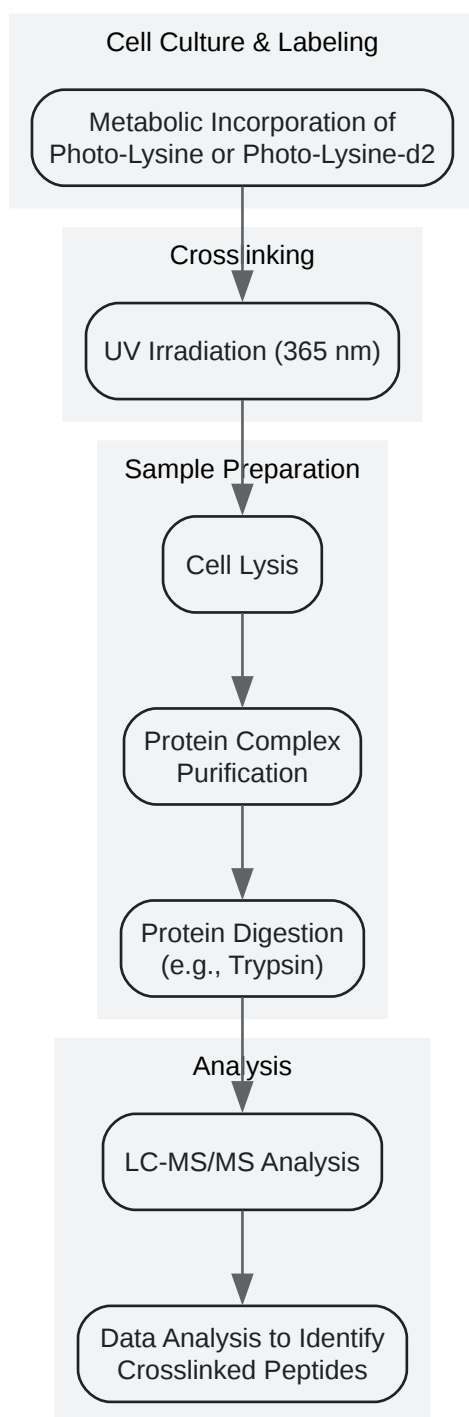 Cell Culture & Labeling
Metabolic Incorporation of
Photo-Lysine or Photo-Lysine-d2
Crosslinking
UV Irradiation (365 nm)
Sample Preparation
Cell Lysis
Protein Complex
Purification
Protein Digestion
(e.g., Trypsin)
Analysis
LC-MS/MS Analysis
Data Analysis to Identify
Crosslinked Peptides